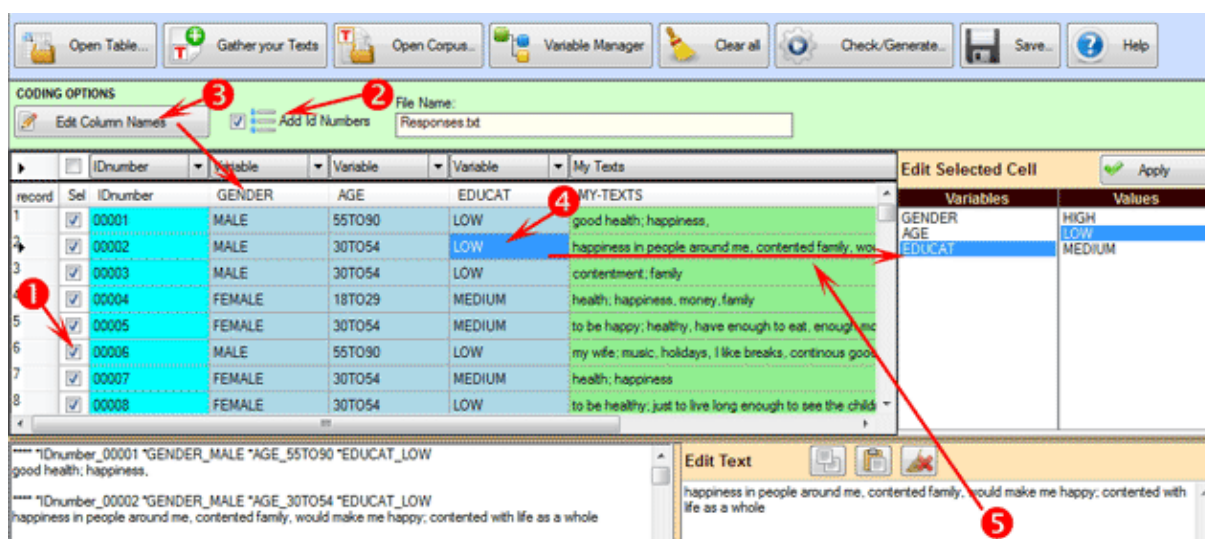 Open Table... Gather your Texts Open Corpus... Variable Manager Clear all Check/Generate... Save... Help
CODING OPTIONS
3 2
File Name:
Edit Column Names Add Id Numbers Responses.txt
IDnumber Variable Variable Variable My Texts Edit Selected Cell Apply
record Sel IDnumber GENDER AGE EDUCAT MY-TEXTS Variables Values
4
1 00001 MALE 55TO90 LOW good health; happiness, GENDER HIGH
2 00002 MALE 30TO54 LOW happiness in people around me, contented family, wou AGE LOW
EDUCAT MEDIUM
3 00003 MALE 30TO54 LOW contentment; family
1
4 00004 FEMALE 18TO29 MEDIUM health; happiness, money, family
5 00005 FEMALE 30TO54 MEDIUM to be happy; healthy, have enough to eat, enough mo
6 00006 MALE 55TO90 LOW my wife; music, holidays, I like breaks, continous good
7 00007 FEMALE 30TO54 MEDIUM health; happiness
8 00008 FEMALE 30TO54 LOW to be healthy; just to live long enough to see the childr
**** *IDnumber_00001 *GENDER_MALE *AGE_55TO90 *EDUCAT_LOW
good health; happiness,
**** *IDnumber_00002 *GENDER_MALE *AGE_30TO54 *EDUCAT_LOW
happiness in people around me, contented family, would make me happy; contented with life as a whole
Edit Text
happiness in people around me, contented family, would make me happy; contented with
life as a whole
5